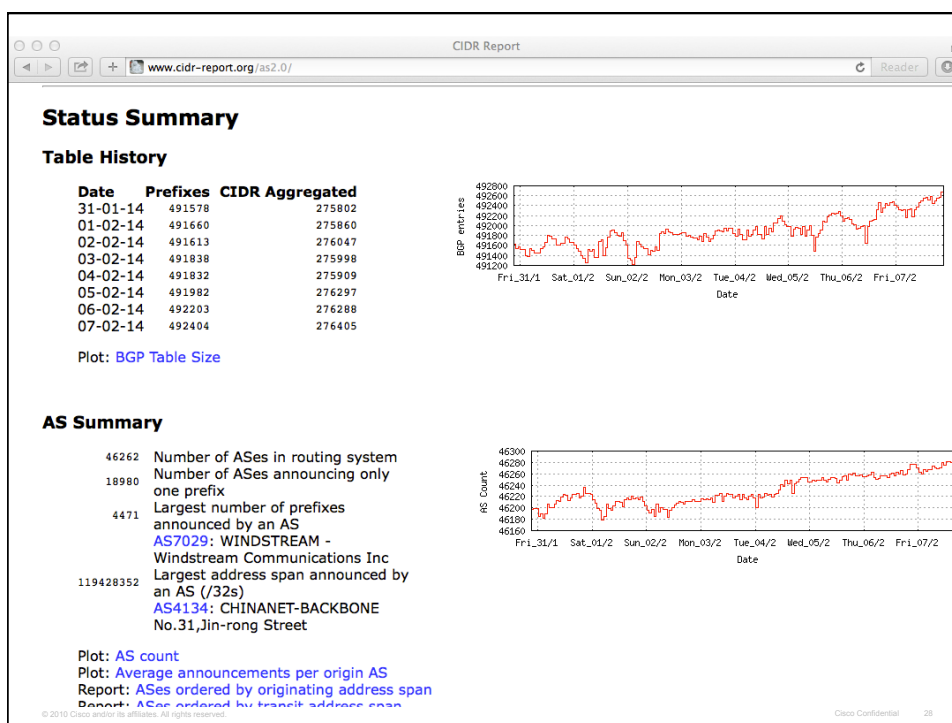 CIDR Report
www.cidr-report.org/as2.0/
Reader
Status Summary
Table History
Date Prefixes CIDR Aggregated
31-01-14 491578 275802
01-02-14 491660 275860
02-02-14 491613 276047
03-02-14 491838 275998
04-02-14 491832 275909
05-02-14 491982 276297
06-02-14 492203 276288
07-02-14 492404 276405
Plot: BGP Table Size
492800
492600
492400
492200
492000
491800
491600
491400
491200
BGP entries
Fri_31/1 Sat_01/2 Sun_02/2 Mon_03/2 Tue_04/2 Wed_05/2 Thu_06/2 Fri_07/2
Date
AS Summary
46262 Number of ASes in routing system
18980 Number of ASes announcing only
one prefix
4471 Largest number of prefixes
announced by an AS
AS7029: WINDSTREAM -
Windstream Communications Inc
119428352 Largest address span announced by
an AS (/32s)
AS4134: CHINANET-BACKBONE
No.31,Jin-rong Street
46300
46280
46260
46240
46220
46200
46180
46160
AS Count
Fri_31/1 Sat_01/2 Sun_02/2 Mon_03/2 Tue_04/2 Wed_05/2 Thu_06/2 Fri_07/2
Date
Plot: AS count
Plot: Average announcements per origin AS
Report: ASes ordered by originating address span
Report: ASes ordered by transit address span
© 2010 Cisco and/or its affiliates. All rights reserved.
Cisco Confidential 28